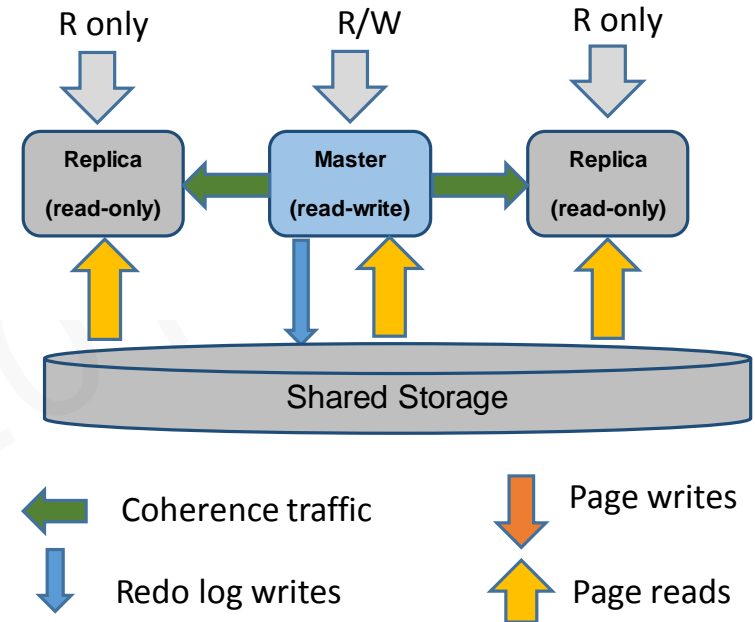 R only
R/W
R only
Replica
(read-only)
Master
(read-write)
Replica
(read-only)
Shared Storage
Coherence traffic
Page writes
Redo log writes
Page reads